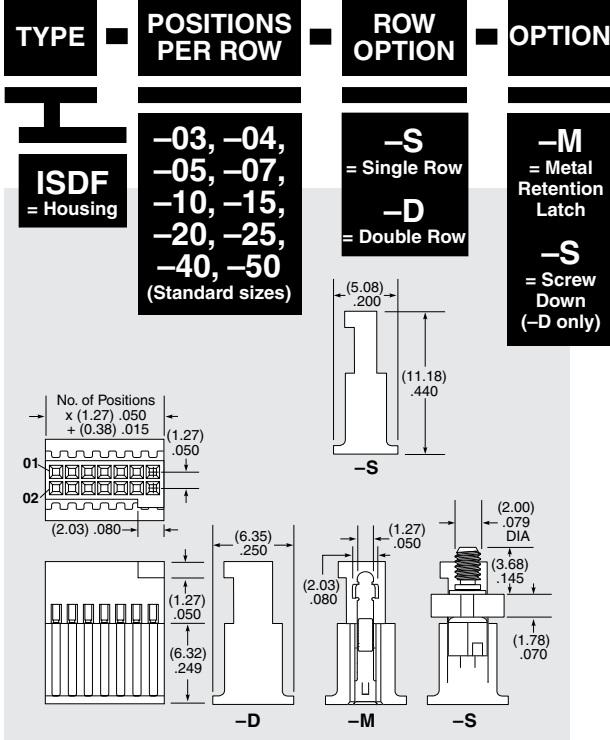 TYPE
POSITIONS
PER ROW
ROW
OPTION
OPTION
ISDF
= Housing
–03, –04,
–05, –07,
–10, –15,
–20, –25,
–40, –50
(Standard sizes)
–S
= Single Row
–D
= Double Row
–M
= Metal
Retention
Latch
–S
= Screw
Down
(–D only)
(5.08)
.200
(11.18)
.440
–S
No. of Positions
x (1.27) .050
+ (0.38) .015
(1.27)
.050
01
02
(2.03) .080
(1.27)
.050
(6.32)
.249
(6.35)
.250
–D
(1.27)
.050
(2.03)
.080
–M
(2.00)
.079
DIA
(3.68)
.145
(1.78)
.070
–S